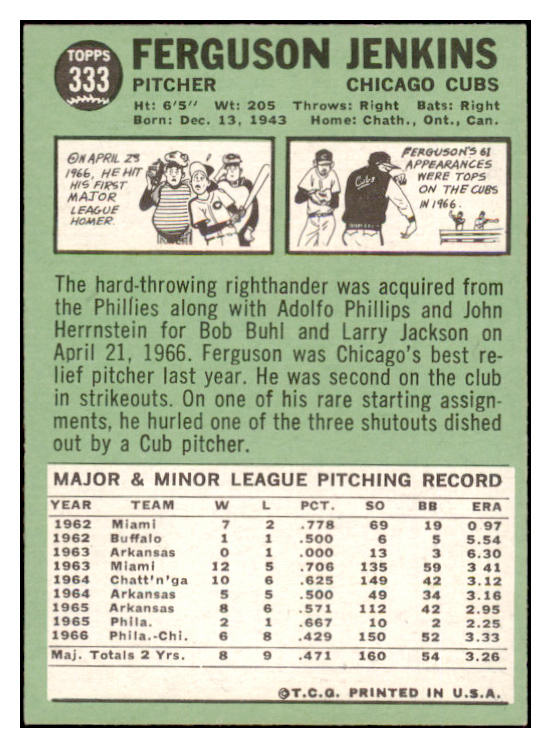 TOPPS
333
FERGUSON JENKINS
PITCHER CHICAGO CUBS
Ht: 6'5" Wt: 205 Throws: Right Bats: Right
Born: Dec. 13, 1943 Home: Chath., Ont., Can.
ON APRIL 23
1966, HE HIT
HIS FIRST
MAJOR
LEAGUE
HOMER.
FERGUSON'S 61
APPEARANCES
WERE TOPS
ON THE CUBS
IN 1966.
Cubs
The hard-throwing righthander was acquired from
the Phillies along with Adolfo Phillips and John
Herrnstein for Bob Buhl and Larry Jackson on
April 21, 1966. Ferguson was Chicago's best re-
lief pitcher last year. He was second on the club
in strikeouts. On one of his rare starting assign-
ments, he hurled one of the three shutouts dished
out by a Cub pitcher.
MAJOR & MINOR LEAGUE PITCHING RECORD
YEAR TEAM W L PCT. SO BB ERA
1962 Miami 7 2 .778 69 19 0 97
1962 Buffalo 1 1 .500 6 5 5.54
1963 Arkansas 0 1 .000 13 3 6.30
1963 Miami 12 5 .706 135 59 3 41
1964 Chatt'n'ga 10 6 .625 149 42 3.12
1964 Arkansas 5 5 .500 49 34 3.16
1965 Arkansas 8 6 .571 112 42 2.95
1965 Phila. 2 1 .667 10 2 2.25
1966 Phila.-Chi. 6 8 .429 150 52 3.33
Maj. Totals 2 Yrs. 8 9 .471 160 54 3.26
©T.C.G. PRINTED IN U.S.A.